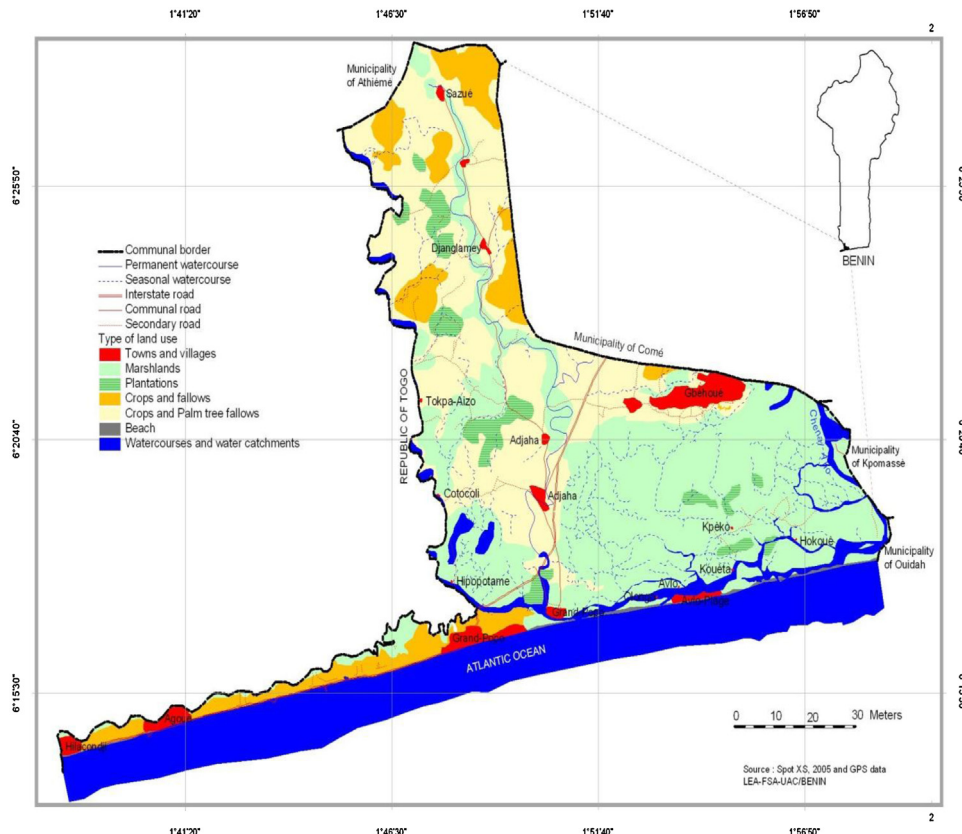 1°41'20"
1°46'30"
1°51'40"
1°56'50"
2
Municipality
of Athiémé
Sazué
6°25'50"
Djanglamey
BENIN
Communal border
Permanent watercourse
Seasonal watercourse
Interstate road
Communal road
Secondary road
Type of land use
Towns and villages
Marshlands
Plantations
Crops and fallows
Crops and Palm tree fallows
Beach
Watercourses and water catchments
REPUBLIC OF TOGO
Municipality of Comé
Gbéhoué
Tokpa-Aizo
6°20'40"
Adjaha
Municipality
of Kpomassè
Cotocoli
Adjaha
Kpéko
Hokouè
Municipality
of Ouidah
Kouéta
Hipopotame
Avlo
Grand-Popo
Grand-Popo
ATLANTIC OCEAN
6°15'30"
Agoué
Hilacondji
0 10 20 30 Meters
Source : Spot XS, 2005 and GPS data
LEA-FSA-UAC/BENIN
1°41'20"
1°46'30"
1°51'40"
1°56'50"
2